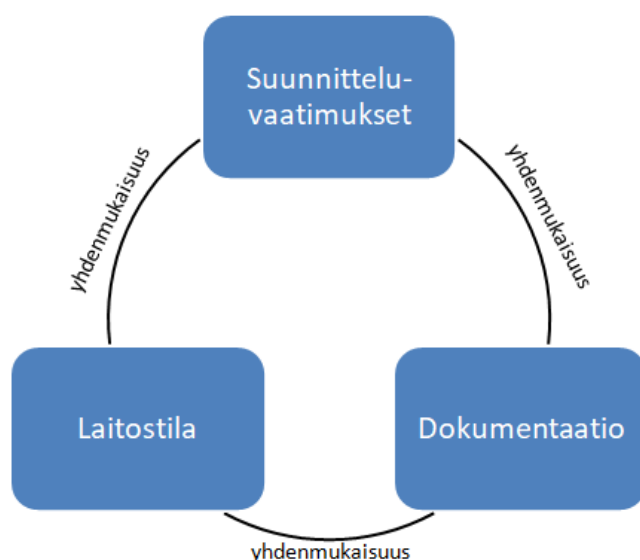 Suunnittelu-
vaatimukset
yhdenmukaisuus
yhdenmukaisuus
Laitostila
Dokumentaatio
yhdenmukaisuus